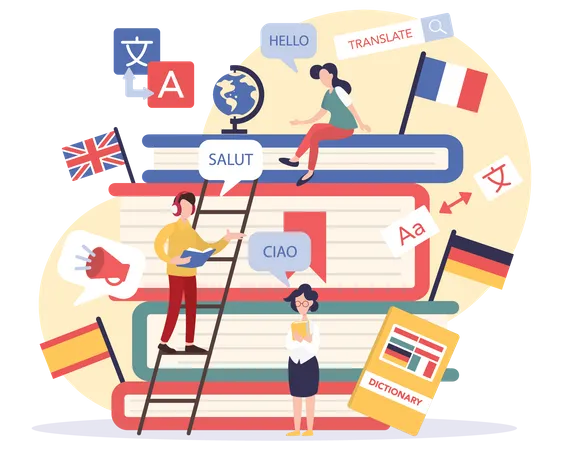 文
A
HELLO
TRANSLATE
SALUT
文
Aa
CIAO
DICTIONARY